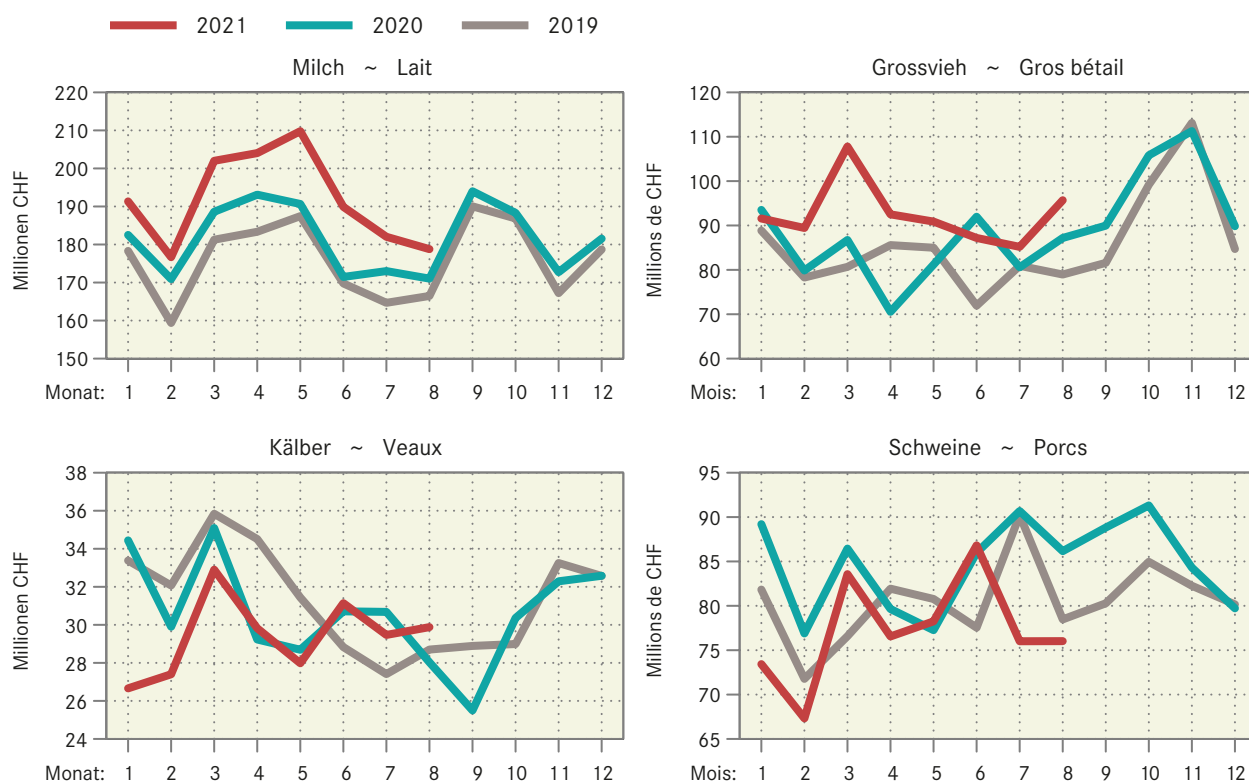 2021 2020 2019
Milch ~ Lait
Millionen CHF
220
210
200
190
180
170
160
150
Monat: 1 2 3 4 5 6 7 8 9 10 11 12
Grossvieh ~ Gros bétail
Millions de CHF
120
110
100
90
80
70
60
Mois: 1 2 3 4 5 6 7 8 9 10 11 12
Kälber ~ Veaux
Millionen CHF
38
36
34
32
30
28
26
24
Monat: 1 2 3 4 5 6 7 8 9 10 11 12
Schweine ~ Porcs
Millions de CHF
95
90
85
80
75
70
65
Mois: 1 2 3 4 5 6 7 8 9 10 11 12